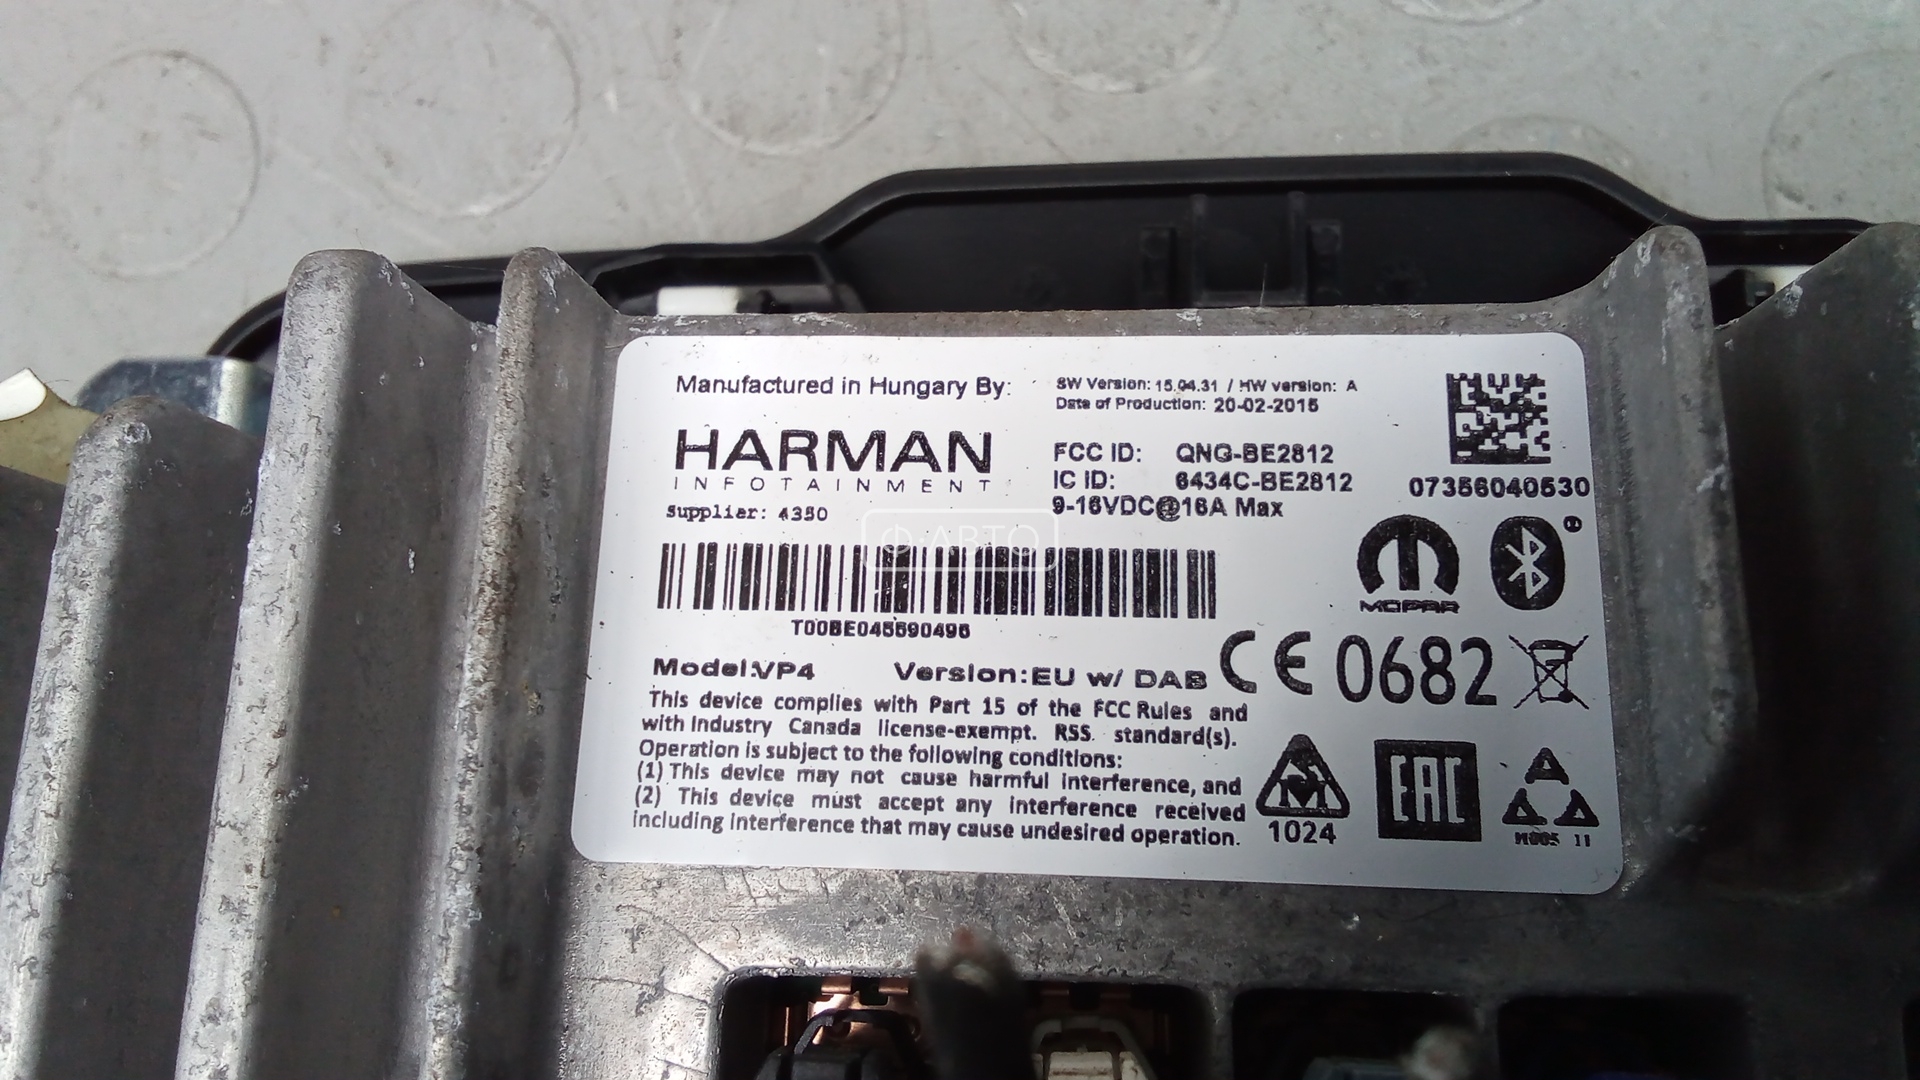 Manufactured in Hungary By:
HARMAN
INFOTAINMENT
Supplier: 4350
SW Version: 15.04.31 / HW version: A
Date of Production: 20-02-2015
FCC ID: QNG-BE2812
IC ID: 6434C-BE2812
9-16VDC@16A Max
07356040530
MOPAR
Ф·АВТО
T00BE045590495
Model:VP4 Version:EU w/ DAB
CE 0682
This device complies with Part 15 of the FCC Rules and
with Industry Canada license-exempt. RSS. standard(s).
Operation is subject to the following conditions:
(1) This device may not cause harmful interference, and
(2) This device must accept any interference received
including interference that may cause undesired operation.
1024
EAC